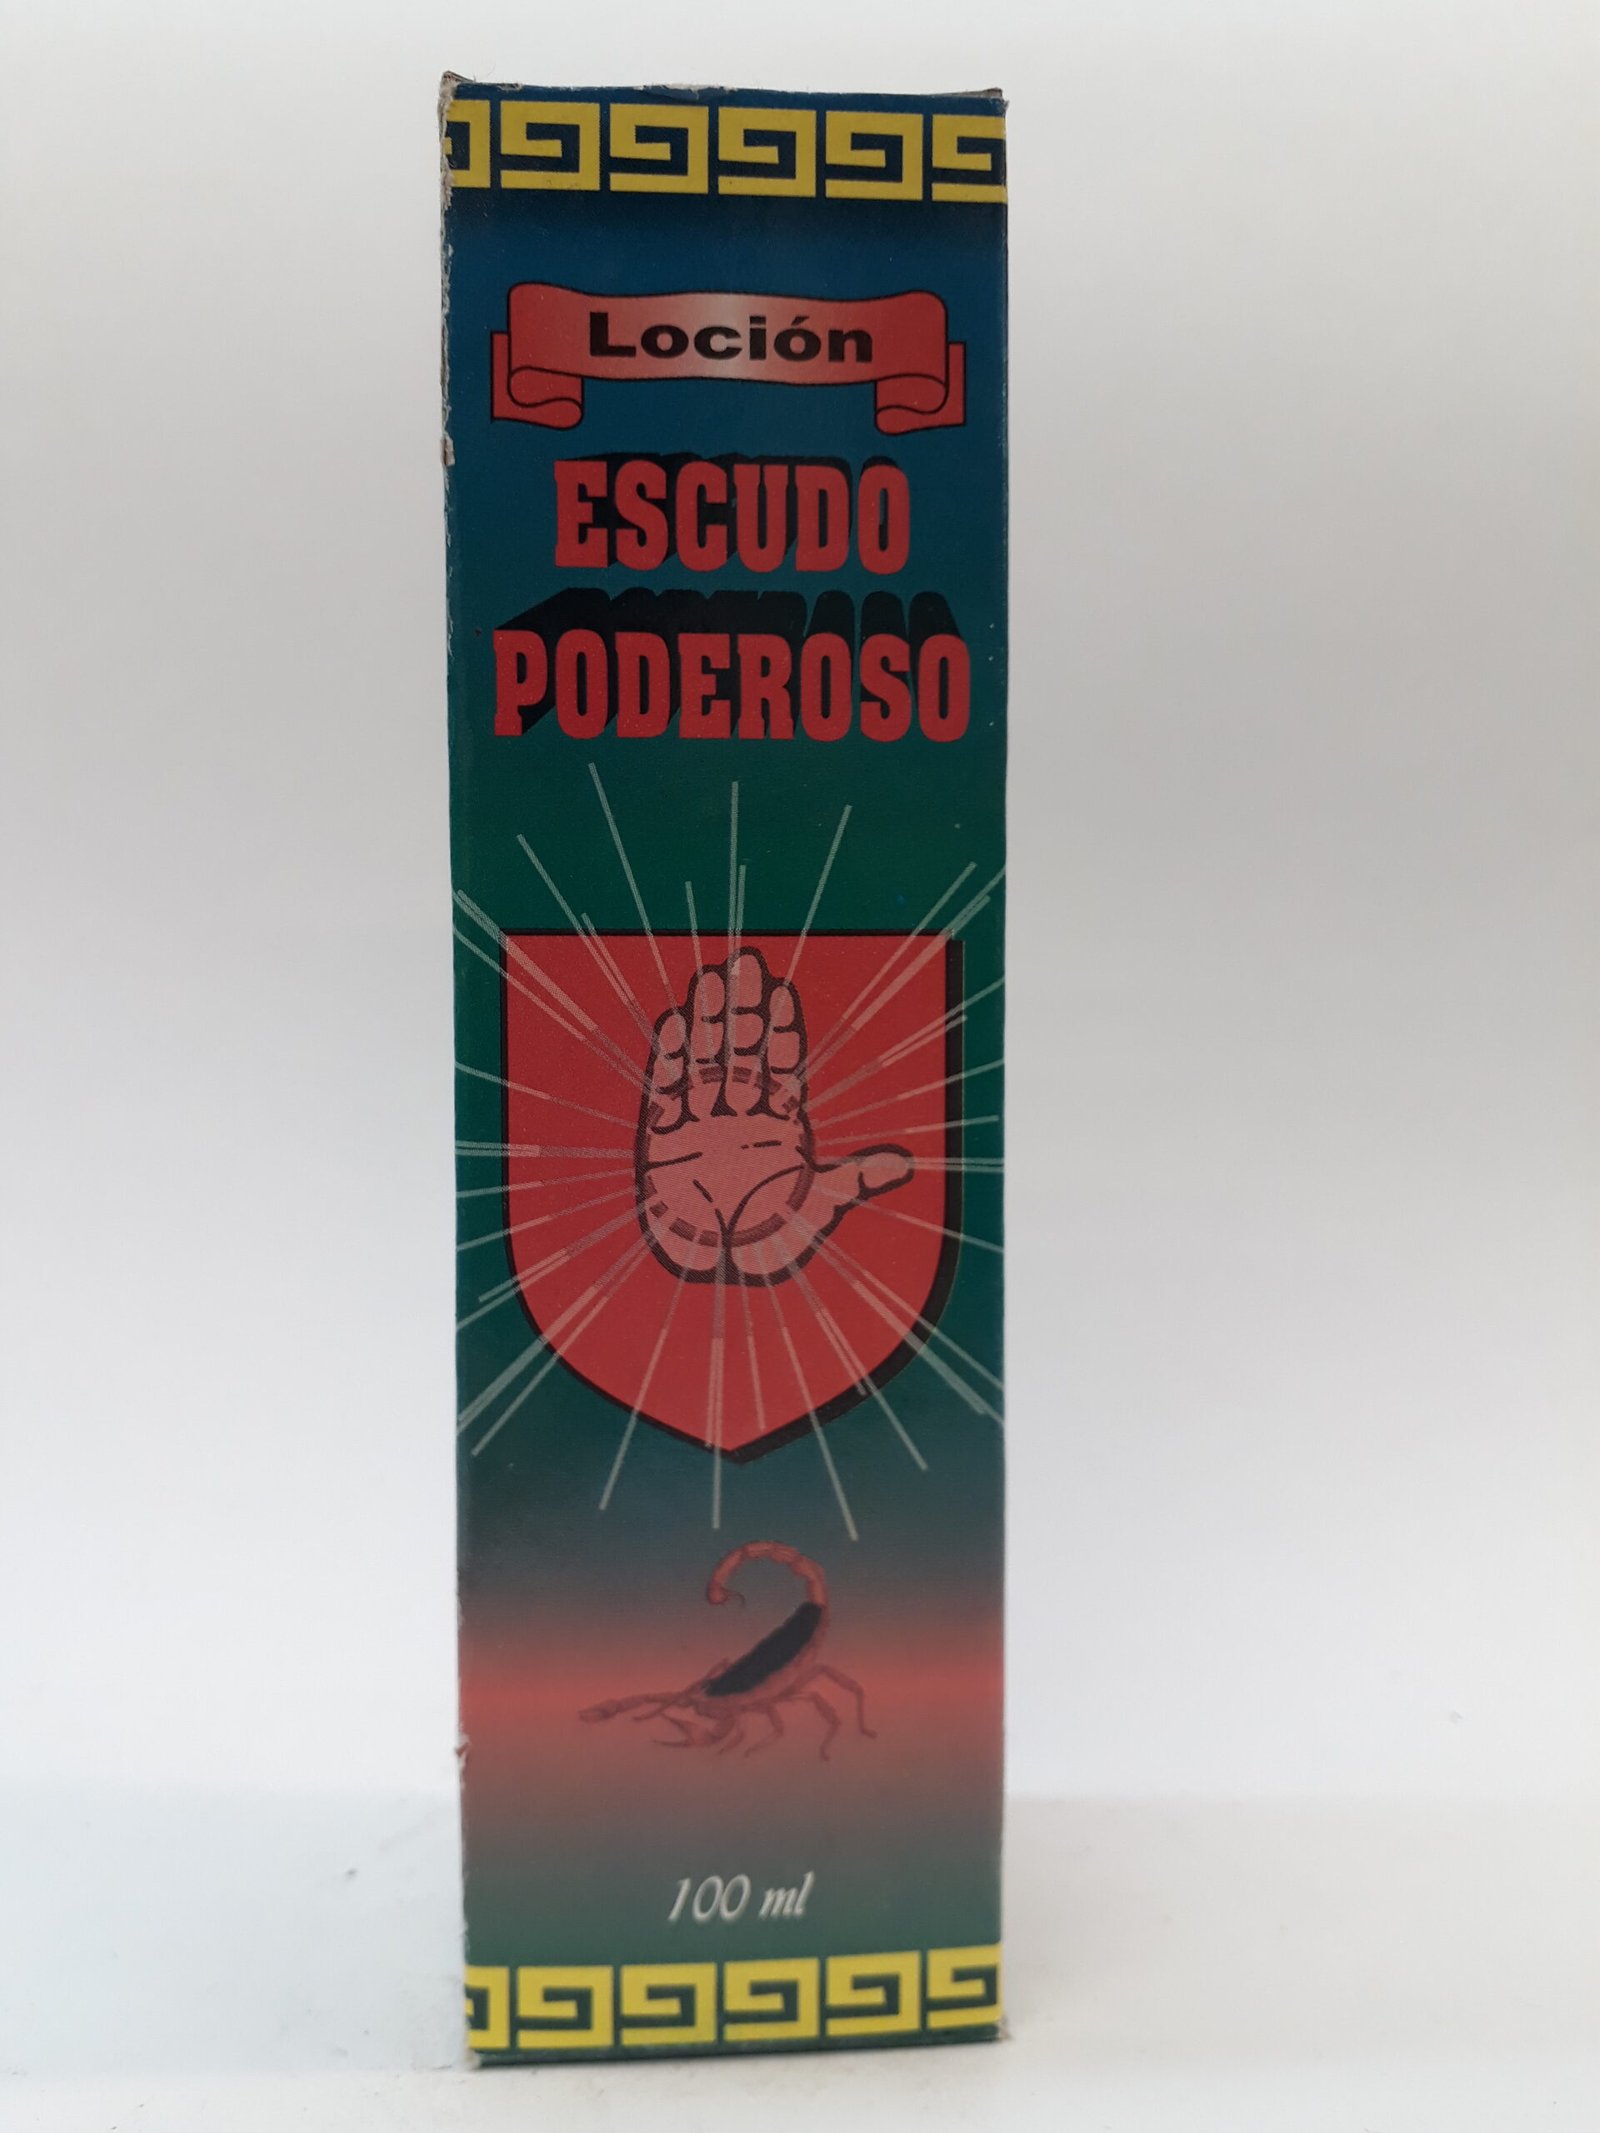 Loción
ESCUDO
PODEROSO
100 ml